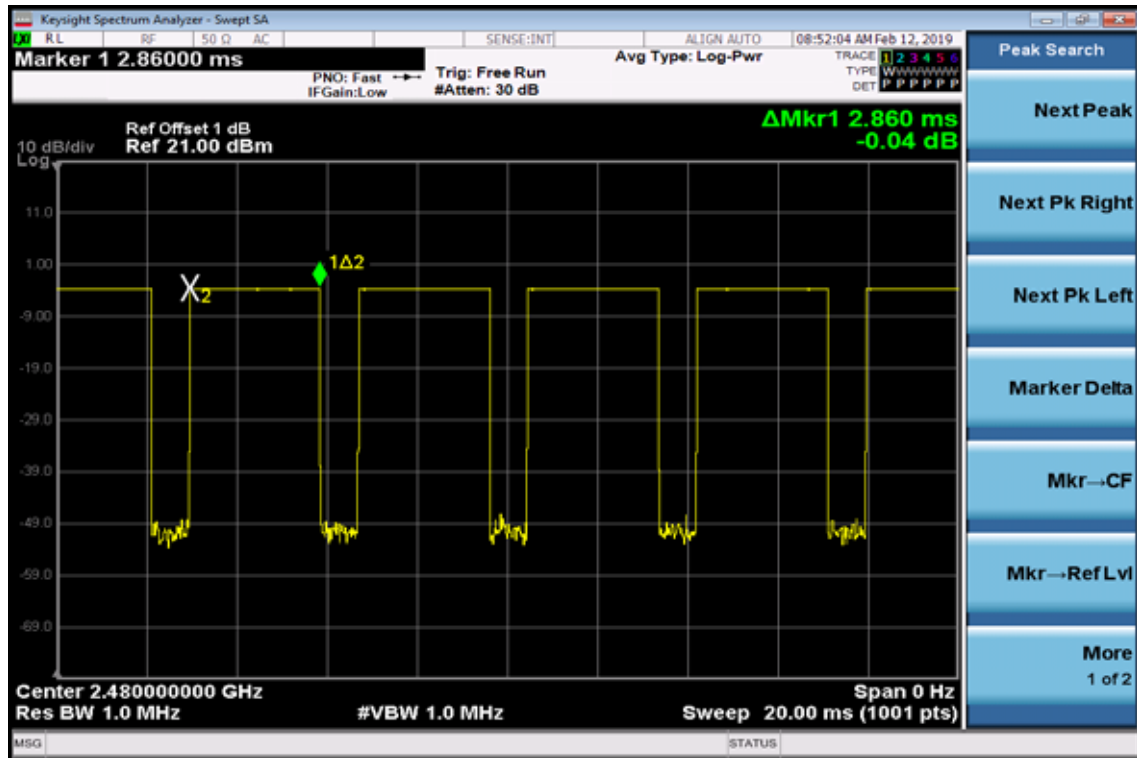 Keysight Spectrum Analyzer - Swept SA
RL RF 50 Ω AC SENSE:INT ALIGN AUTO 08:52:04 AM Feb 12, 2019
Marker 1 2.86000 ms
PNO: Fast
IFGain:Low
Trig: Free Run
#Atten: 30 dB
Avg Type: Log-Pwr
TRACE 1 2 3 4 5 6
TYPE WWWWWWW
DET P P P P P P
Peak Search
Next Peak
Next Pk Right
Next Pk Left
Marker Delta
Mkr→CF
Mkr→Ref Lvl
More
1 of 2
ΔMkr1 2.860 ms
-0.04 dB
Ref Offset 1 dB
10 dB/div Ref 21.00 dBm
Log
11.0
1.00
-9.00
-19.0
-29.0
-39.0
-49.0
-59.0
-69.0
1Δ2
X2
Center 2.480000000 GHz Span 0 Hz
Res BW 1.0 MHz #VBW 1.0 MHz Sweep 20.00 ms (1001 pts)
MSG STATUS